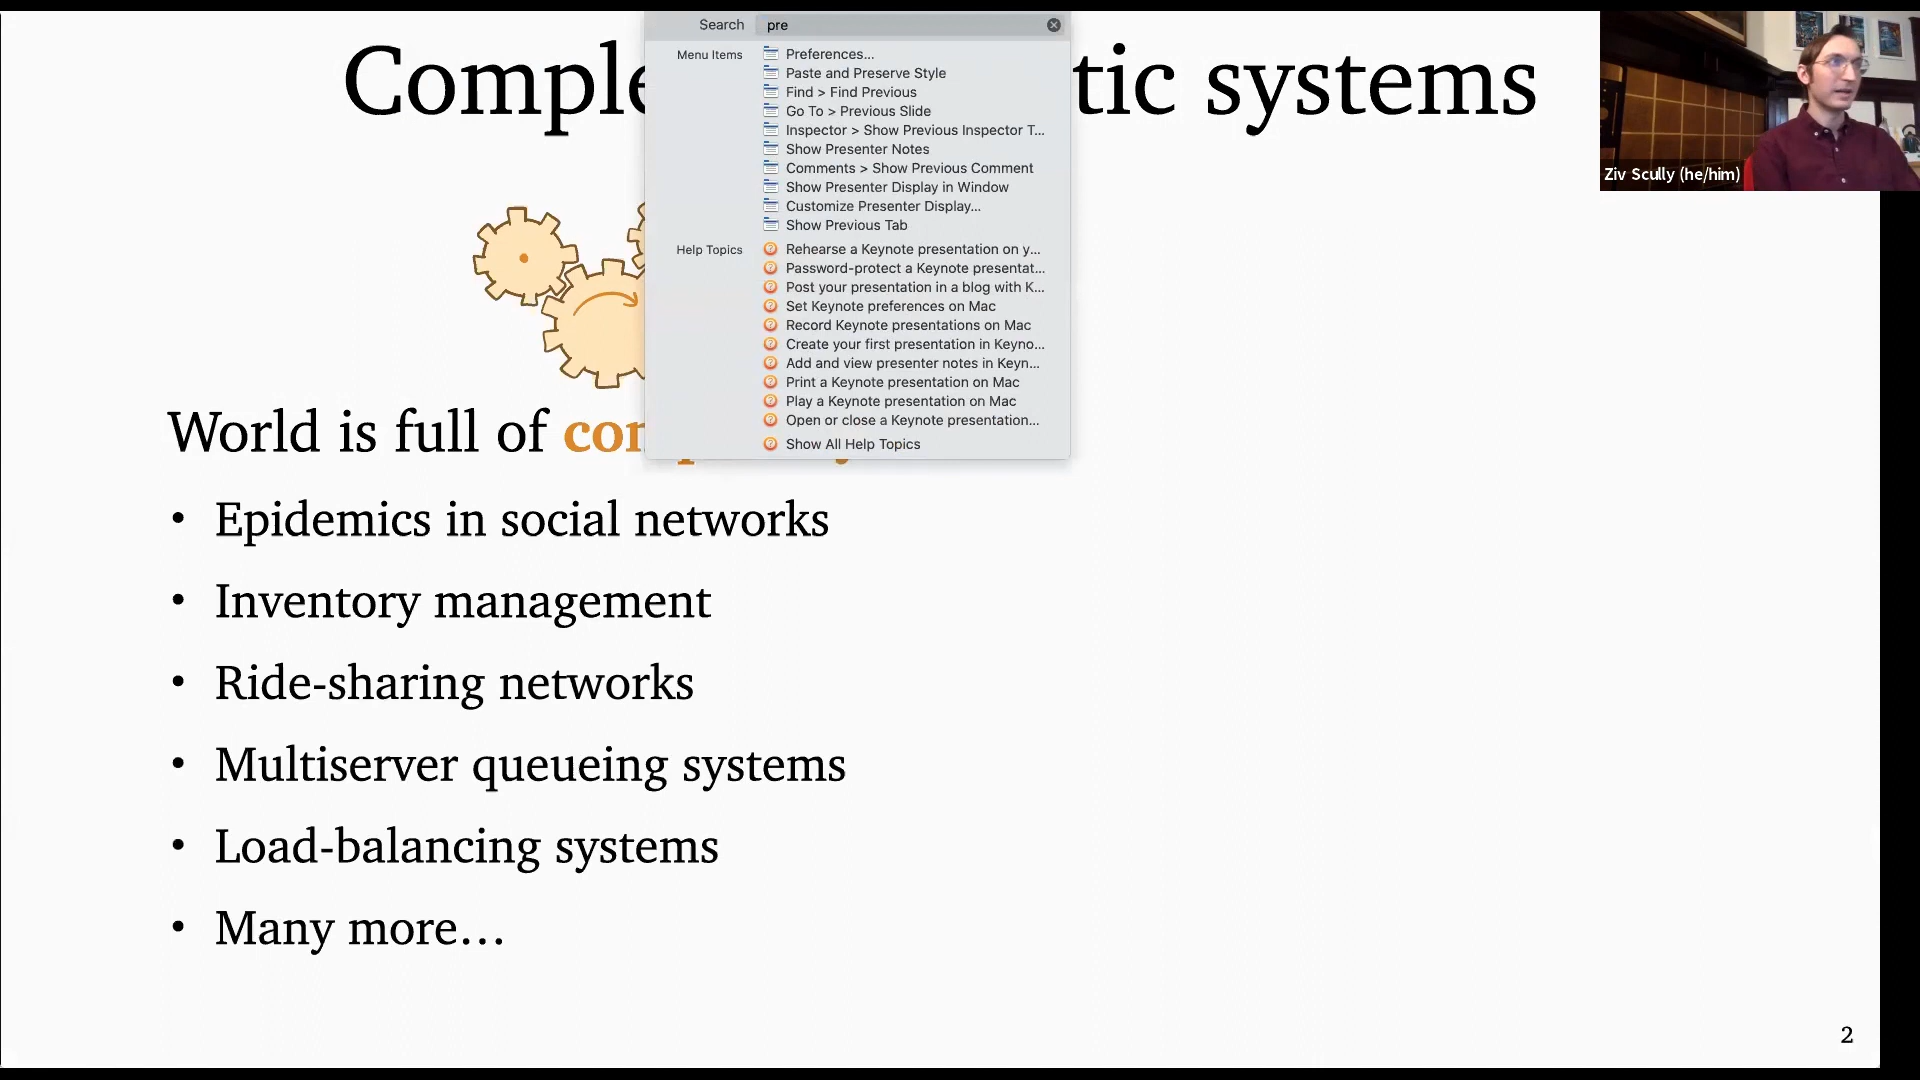 Search pre
Comple tic systems
Menu Items
Preferences...
Paste and Preserve Style
Find > Find Previous
Go To > Previous Slide
Inspector > Show Previous Inspector T...
Show Presenter Notes
Comments > Show Previous Comment
Show Presenter Display in Window
Customize Presenter Display...
Show Previous Tab
Help Topics
Rehearse a Keynote presentation on y...
Password-protect a Keynote presentat...
Post your presentation in a blog with K...
Set Keynote preferences on Mac
Record Keynote presentations on Mac
Create your first presentation in Keyno...
Add and view presenter notes in Keyn...
Print a Keynote presentation on Mac
Play a Keynote presentation on Mac
Open or close a Keynote presentation...
Show All Help Topics
Ziv Scully (he/him)
World is full of
• Epidemics in social networks
• Inventory management
• Ride-sharing networks
• Multiserver queueing systems
• Load-balancing systems
• Many more…
2